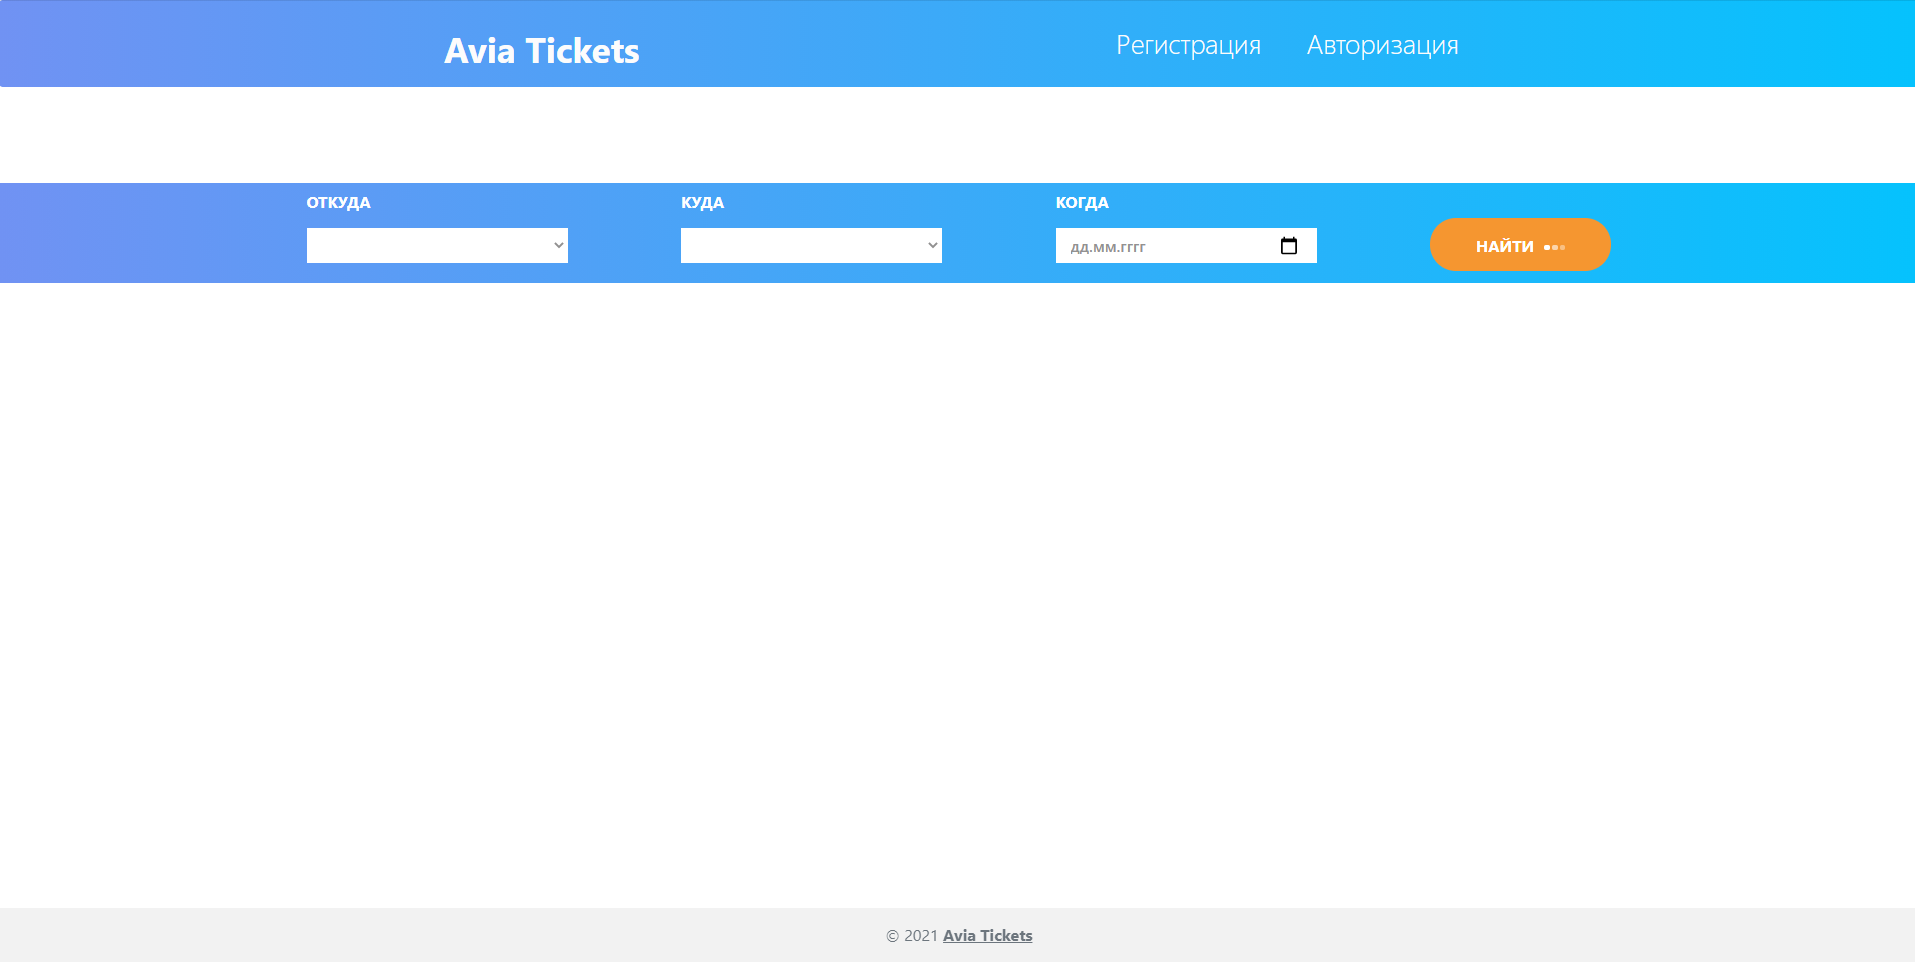 Avia Tickets
Регистрация Авторизация
ОТКУДА КУДА КОГДА
дд.мм.гггг
НАЙТИ
© 2021 Avia Tickets